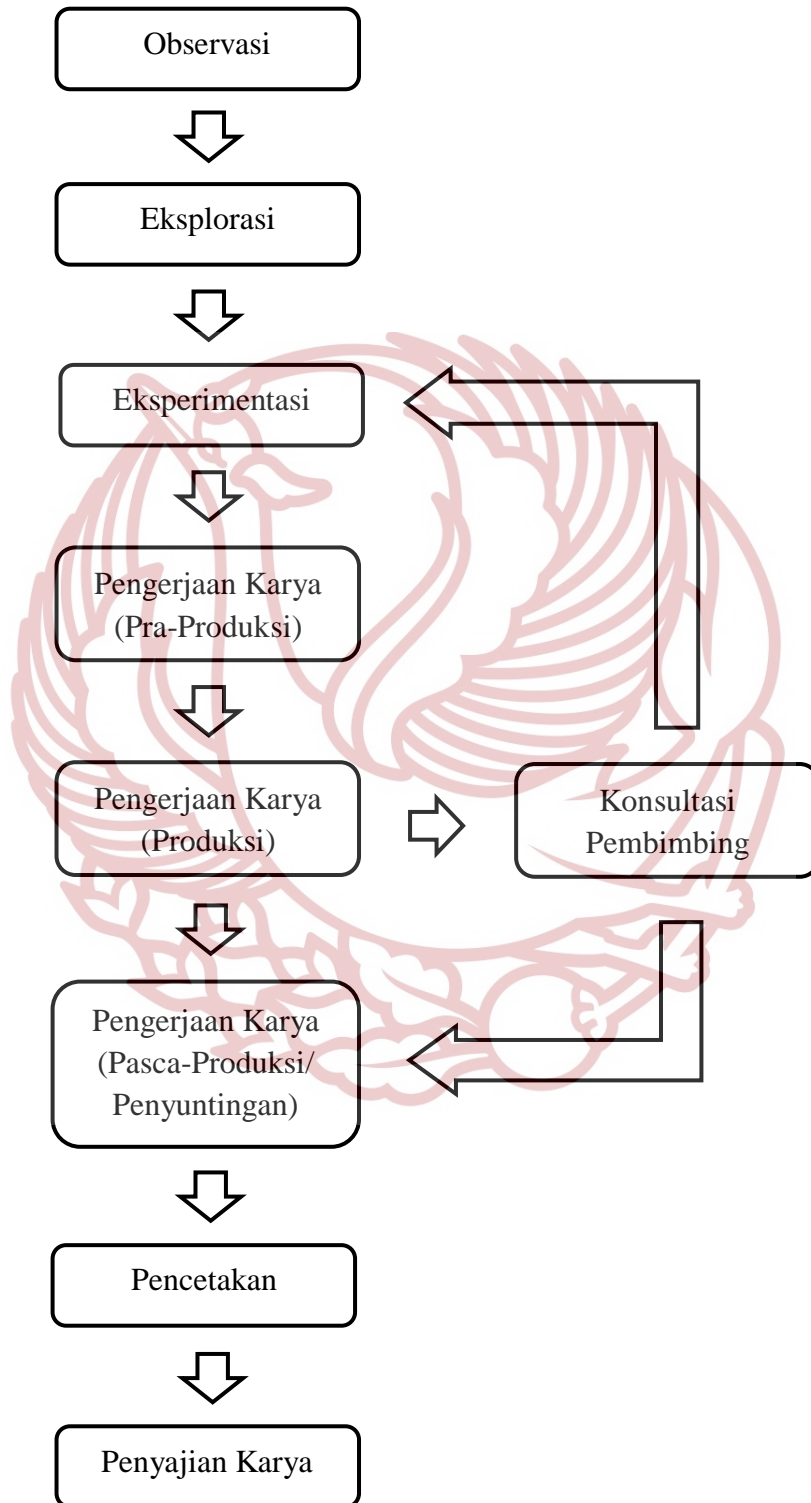 Observasi
Eksplorasi
Eksperimentasi
Pengerjaan Karya
(Pra-Produksi)
Pengerjaan Karya
(Produksi)
Konsultasi
Pembimbing
Pengerjaan Karya
(Pasca-Produksi/
Penyuntingan)
Pencetakan
Penyajian Karya